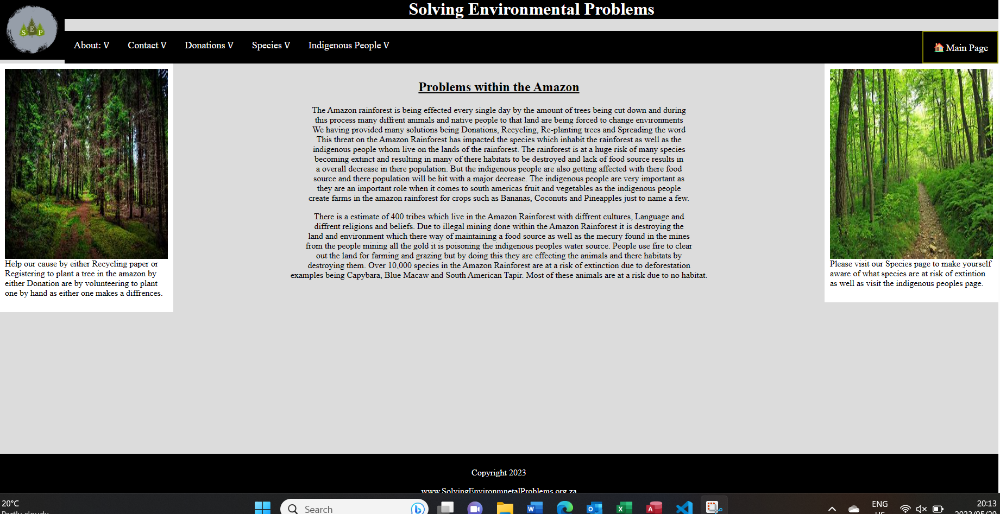 Solving Environmental Problems
S E P
About: ∇ Contact ∇ Donations ∇ Species ∇ Indigenous People ∇
Main Page
Problems within the Amazon
The Amazon rainforest is being effected every single day by the amount of trees being cut down and during
this process many diffrent animals and native people to that land are being forced to change environments
We having provided many solutions being Donations, Recycling, Re-planting trees and Spreading the word
This threat on the Amazon Rainforest has impacted the species which inhabit the rainforest as well as the
indigenous people whom live on the lands of the rainforest. The rainforest is at a huge risk of many species
becoming extinct and resulting in many of there habitats to be destroyed and lack of food source results in
a overall decrease in there population. But the indigenous people are also getting affected with there food
source and there population will be hit with a major decrease. The indigenous people are very important as
they are an important role when it comes to south americas fruit and vegetables as the indigenous people
create farms in the amazon rainforest for crops such as Bananas, Coconuts and Pineapples just to name a few.
There is a estimate of 400 tribes which live in the Amazon Rainforest with diffrent cultures, Language and
diffrent religions and beliefs. Due to illegal mining done within the Amazon Rainforest it is destroying the
land and environment which there way of maintaining a food source as well as the mecury found in the mines
from the people mining all the gold it is poisoning the indigenous peoples water source. People use fire to clear
out the land for farming and grazing but by doing this they are effecting the animals and there habitats by
destroying them. Over 10,000 species in the Amazon Rainforest are at a risk of extinction due to deforestation
examples being Capybara, Blue Macaw and South American Tapir. Most of these animals are at a risk due to no habitat.
Help our cause by either Recycling paper or
Registering to plant a tree in the amazon by
either Donation are by volunteering to plant
one by hand as either one makes a diffrences.
Please visit our Species page to make yourself
aware of what species are at risk of extintion
as well as visit the indigenous peoples page.
Copyright 2023
www.SolvingEnvironmnetalProblems.org.za
20°C
Partly cloudy
Search
ENG
US
20:13